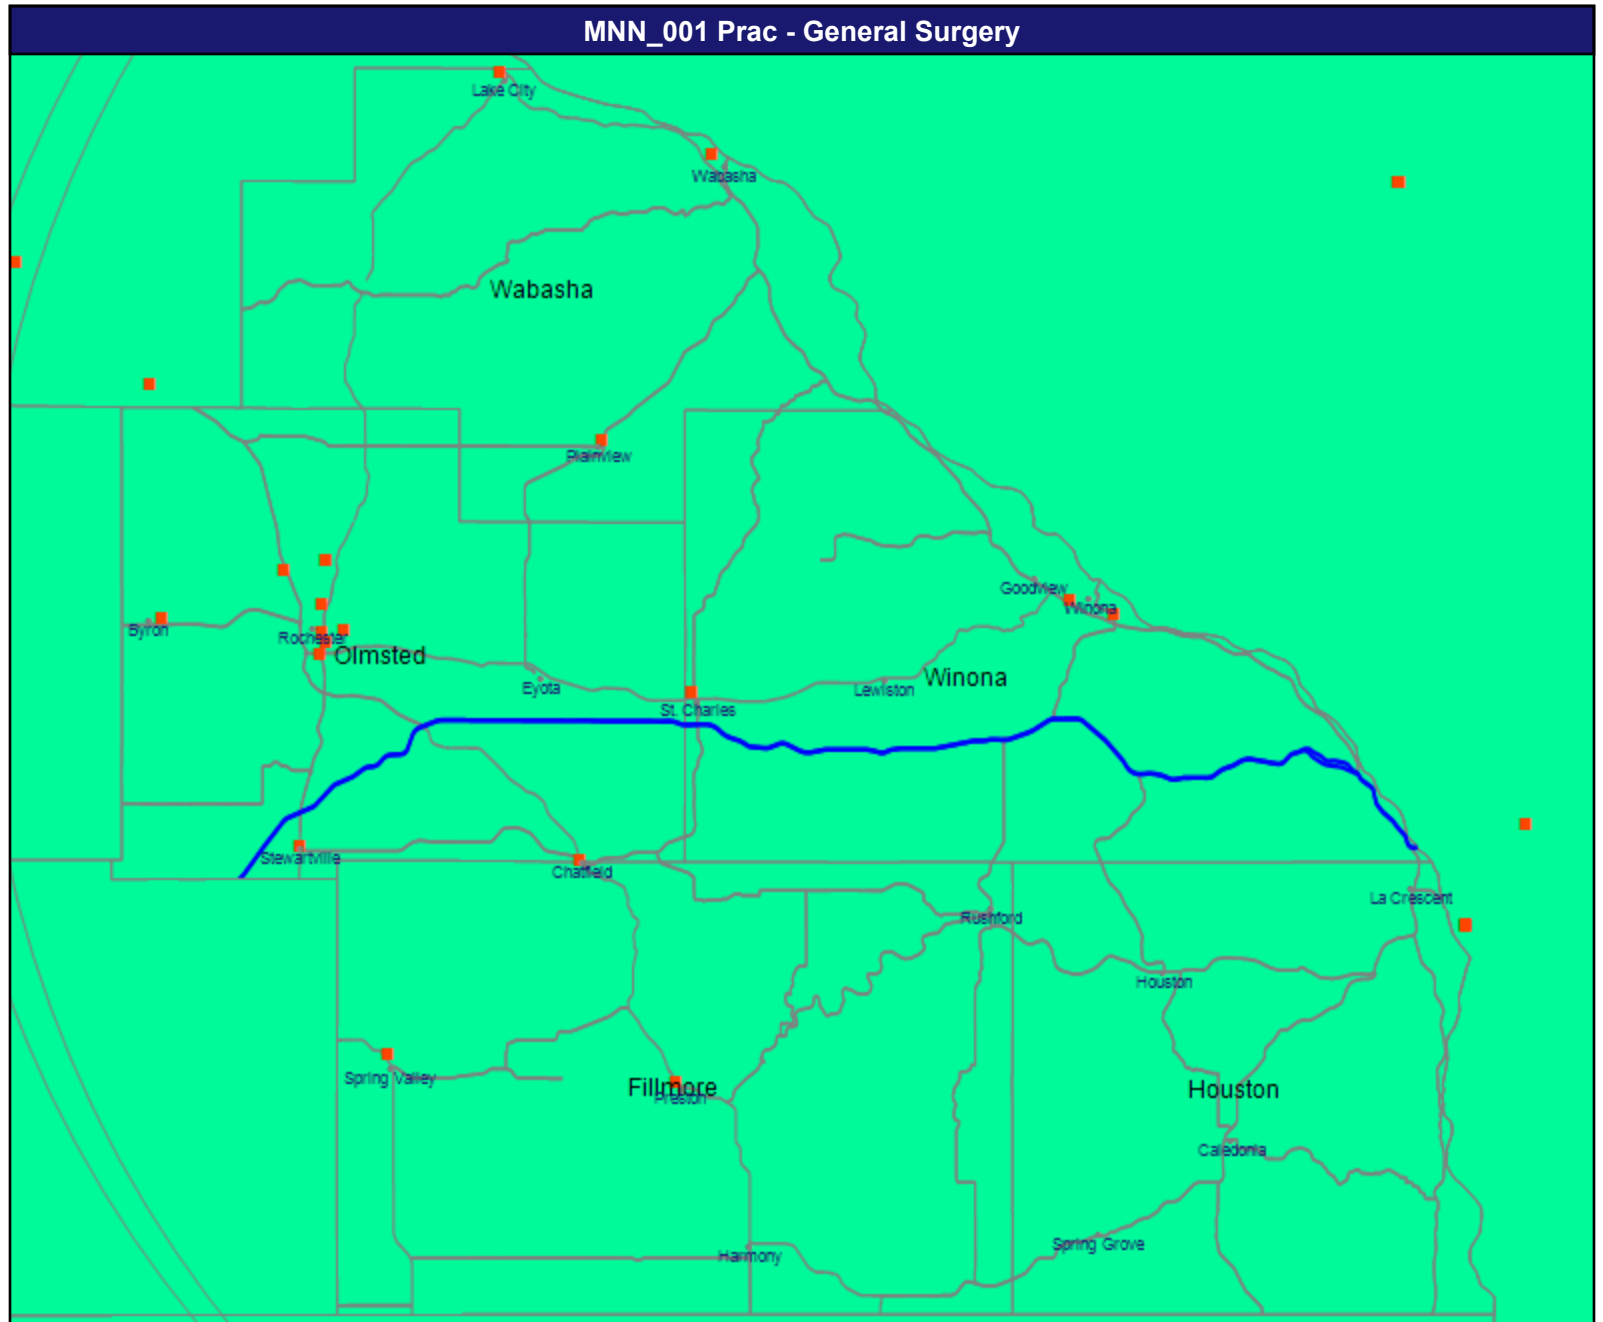 MNN_001 Prac - General Surgery
Lake City
Wabasha
Wabasha
Plainview
Goodview
Winona
Byron
Rochester
Olmsted
Winona
Eyota
Lewiston
St. Charles
Stewartville
Chatfield
La Crescent
Rushford
Houston
Spring Valley
Fillmore
Preston
Houston
Caledonia
Spring Grove
Harmony